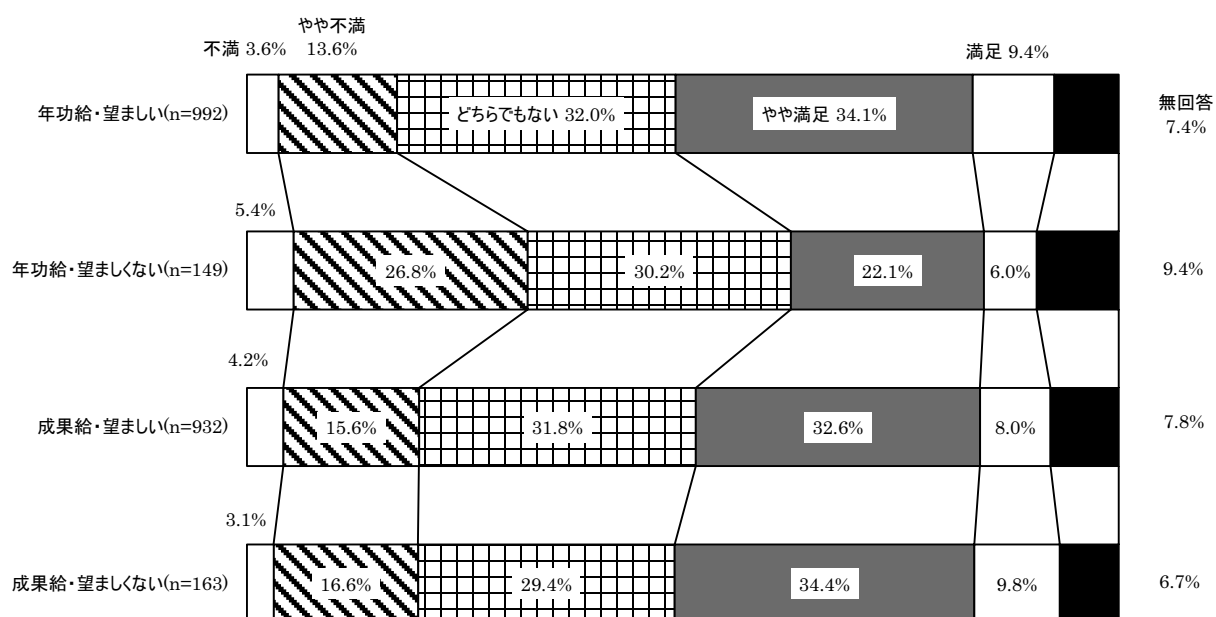 やや不満
不満 3.6% 13.6% 満足 9.4%
年功給・望ましい(n=992) どちらでもない 32.0% やや満足 34.1% 無回答
7.4%
5.4%
年功給・望ましくない(n=149) 26.8% 30.2% 22.1% 6.0% 9.4%
4.2%
成果給・望ましい(n=932) 15.6% 31.8% 32.6% 8.0% 7.8%
3.1%
成果給・望ましくない(n=163) 16.6% 29.4% 34.4% 9.8% 6.7%